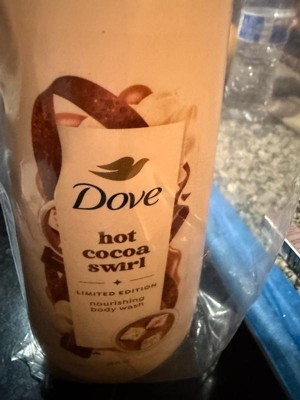 Dove
hot
cocoa
swirl
LIMITED EDITION
nourishing
body wash